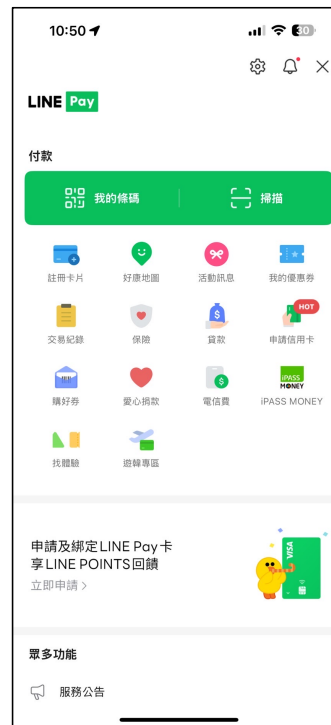 10:50
30
LINE Pay
付款
我的條碼
掃描
註冊卡片
好康地圖
活動訊息
我的優惠券
交易紀錄
保險
貸款
HOT
申請信用卡
購好券
愛心捐款
電信費
iPASS MONEY
iPASS MONEY
找體驗
遊韓專區
申請及綁定LINE Pay卡
享LINE POINTS回饋
立即申請 >
VISA
眾多功能
服務公告